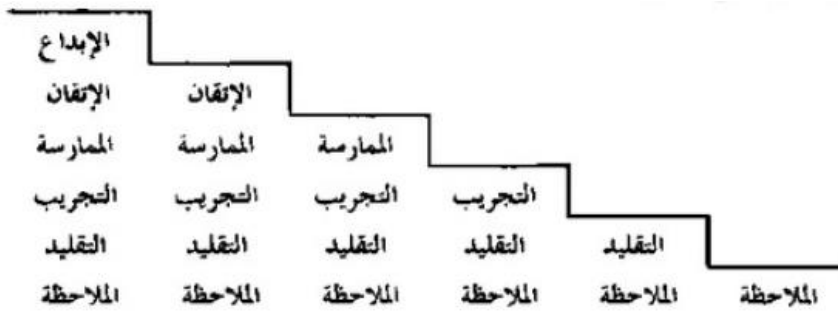 الإبداع
الإتقان الإتقان
الممارسة الممارسة الممارسة
التجريب التجريب التجريب التجريب
التقليد التقليد التقليد التقليد التقليد
الملاحظة الملاحظة الملاحظة الملاحظة الملاحظة الملاحظة